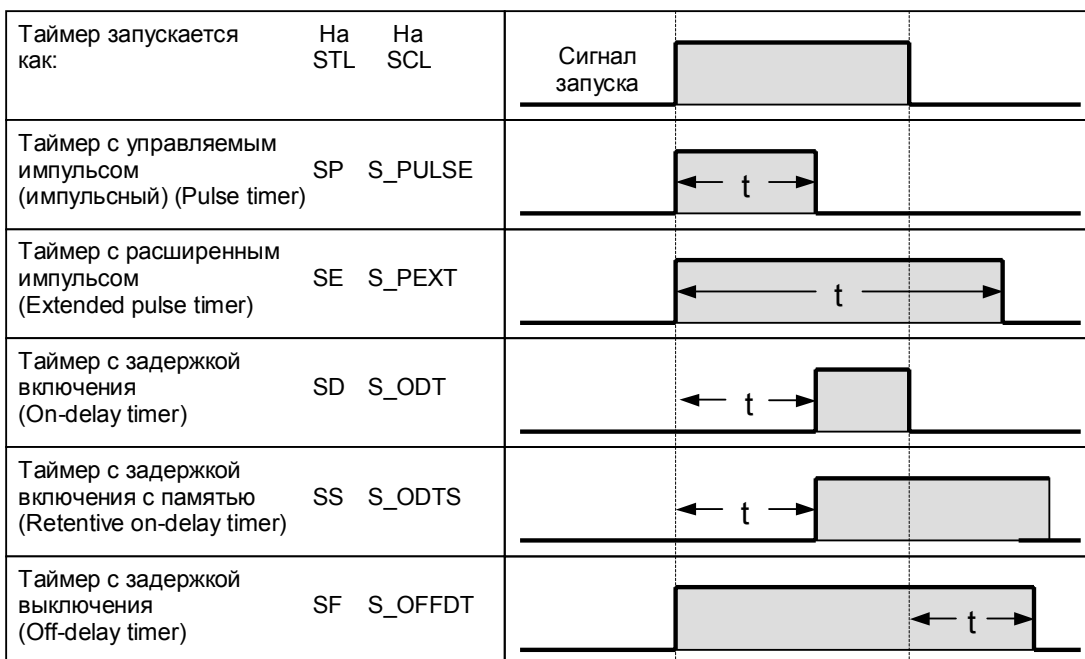 Таймер запускается На На
как: STL SCL
Сигнал
запуска
Таймер с управляемым
импульсом SP S_PULSE
(импульсный) (Pulse timer)
t
Таймер с расширенным
импульсом SE S_PEXT
(Extended pulse timer)
t
Таймер с задержкой
включения SD S_ODT
(On-delay timer)
t
Таймер с задержкой
включения с памятью SS S_ODTS
(Retentive on-delay timer)
t
Таймер с задержкой
выключения SF S_OFFDT
(Off-delay timer)
t